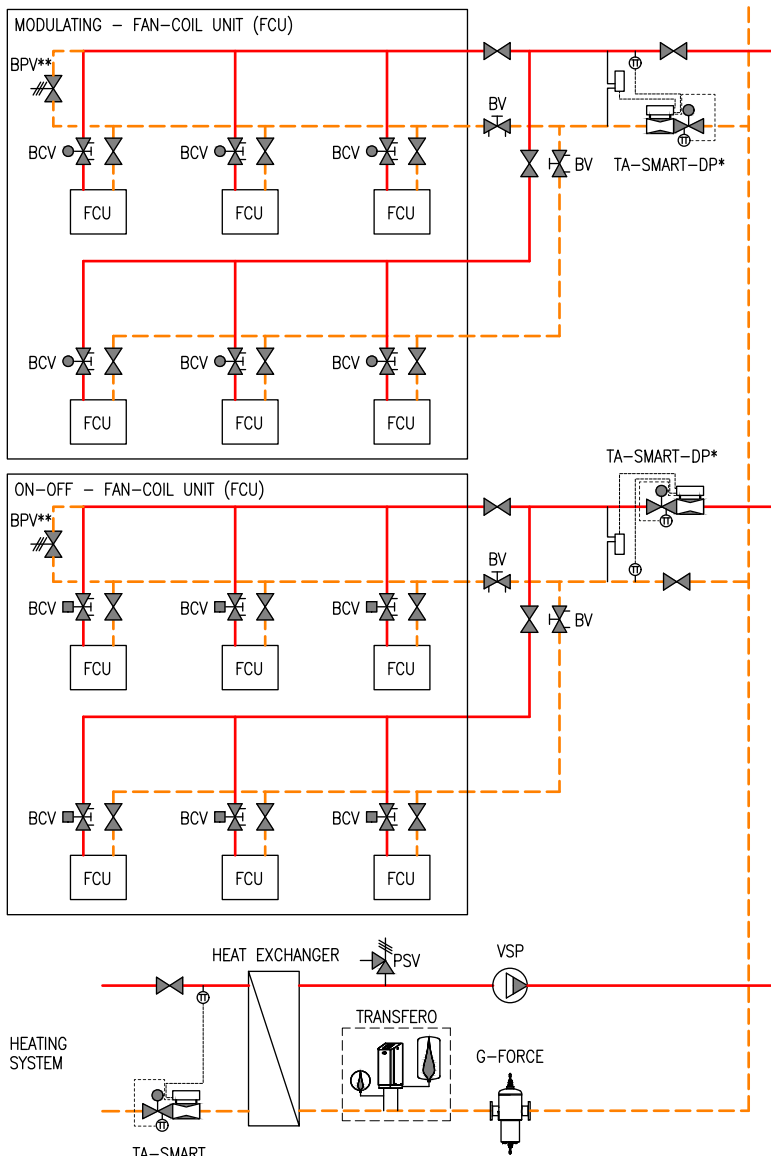 MODULATING - FAN-COIL UNIT (FCU)
BPV**
BV
BCV
BCV
BCV
BV
TA-SMART-DP*
FCU
FCU
FCU
BCV
BCV
BCV
FCU
FCU
FCU
TA-SMART-DP*
ON-OFF - FAN-COIL UNIT (FCU)
BPV**
BV
BCV
BCV
BCV
BV
FCU
FCU
FCU
BCV
BCV
BCV
FCU
FCU
FCU
HEAT EXCHANGER
PSV
VSP
TRANSFERO
HEATING
SYSTEM
G-FORCE
TA-SMART